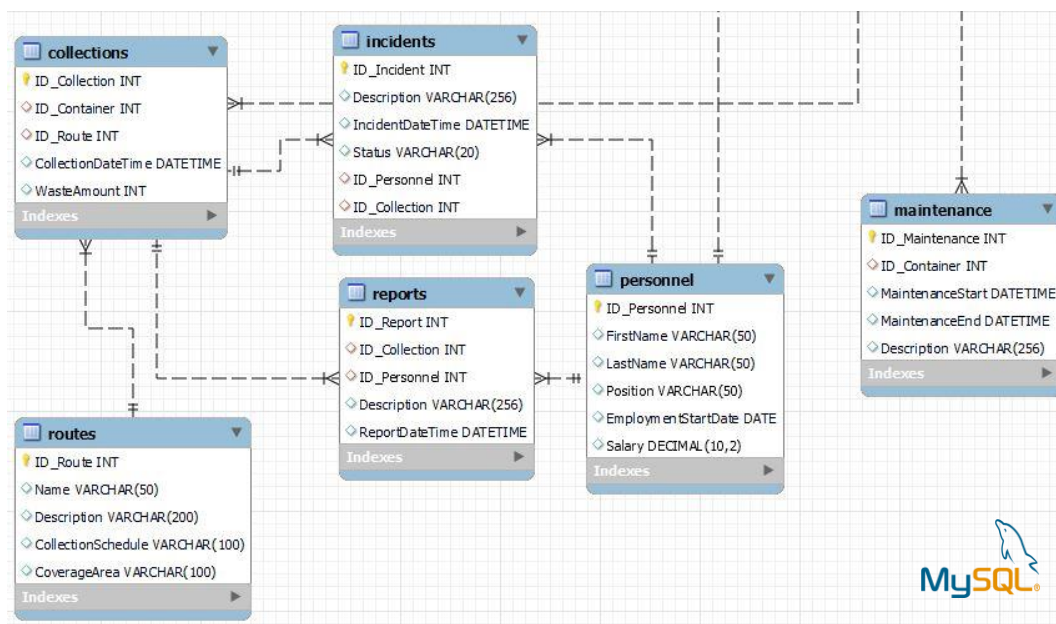 collections
ID_Collection INT
ID_Container INT
ID_Route INT
CollectionDateTime DATETIME
WasteAmount INT
Indexes
incidents
ID_Incident INT
Description VARCHAR(256)
IncidentDateTime DATETIME
Status VARCHAR(20)
ID_Personnel INT
ID_Collection INT
Indexes
reports
ID_Report INT
ID_Collection INT
ID_Personnel INT
Description VARCHAR(256)
ReportDateTime DATETIME
Indexes
personnel
ID_Personnel INT
FirstName VARCHAR(50)
LastName VARCHAR(50)
Position VARCHAR(50)
EmploymentStartDate DATE
Salary DECIMAL(10,2)
Indexes
maintenance
ID_Maintenance INT
ID_Container INT
MaintenanceStart DATETIME
MaintenanceEnd DATETIME
Description VARCHAR(256)
Indexes
routes
ID_Route INT
Name VARCHAR(50)
Description VARCHAR(200)
CollectionSchedule VARCHAR(100)
CoverageArea VARCHAR(100)
Indexes
MySQL®